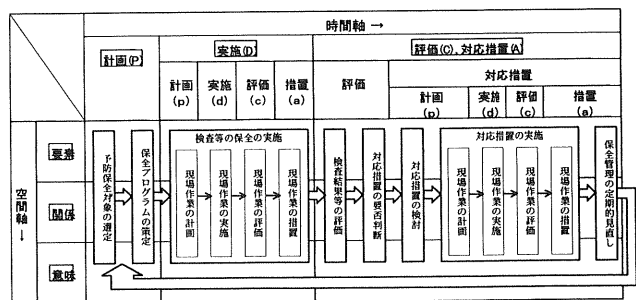 時間軸 →
計画(P)
実施(D)
評価(C), 対応措置(A)
計画
(p)
実施
(d)
評価
(c)
措置
(a)
評価
対応措置
計画
(p)
実施
(d)
評価
(c)
措置
(a)
空間軸 →
要素
関係
意味
予防保全対象の選定
保全プログラムの策定
検査等の保全の実施
現場作業の計画
現場作業の実施
現場作業の評価
現場作業の措置
検査結果等の評価
対応措置の要否判断
対応措置の検討
対応措置の実施
現場作業の計画
現場作業の実施
現場作業の評価
現場作業の措置
保全管理の定期的見直し